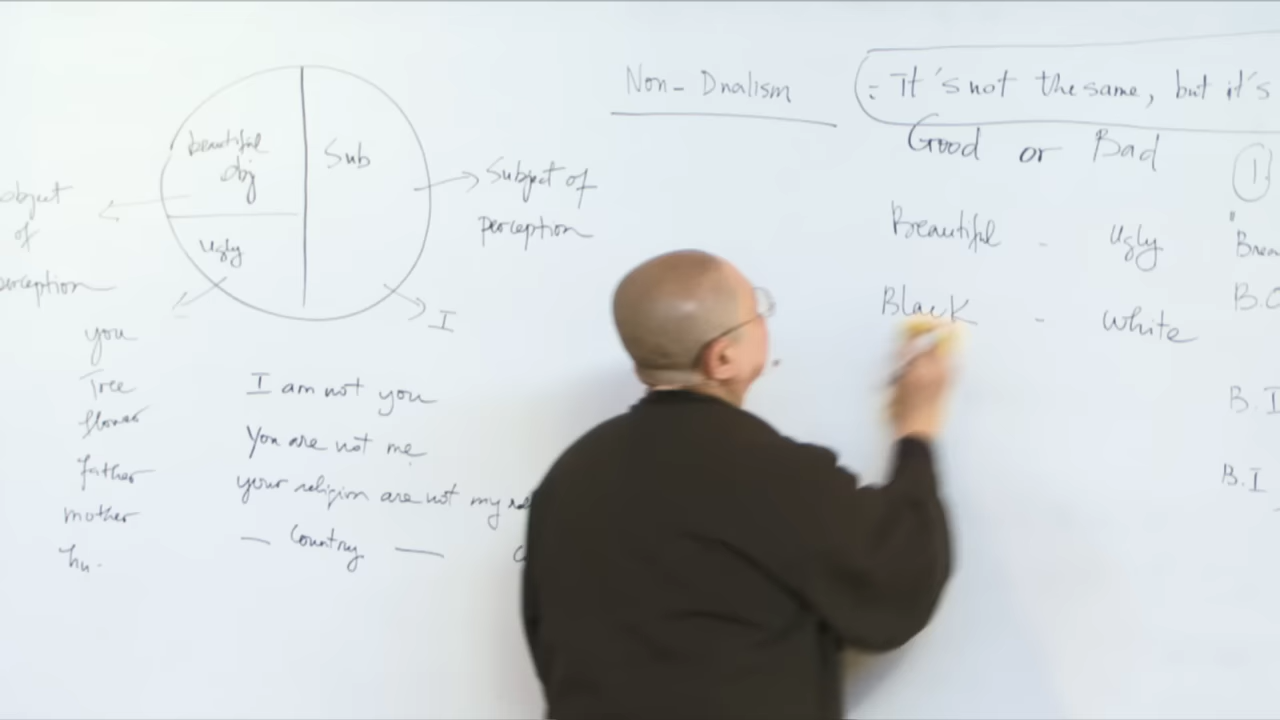 beautiful
obj
Ugly
Sub
object
of
perception
Subject of
perception
I
you
Tree
flower
father
mother
hu.
I am not you
You are not me
your religion are not my
— Country —
Non-Dualism
= It's not the same, but it's
Good or Bad
Beautiful - Ugly
Black - White
1
B.I
B.I